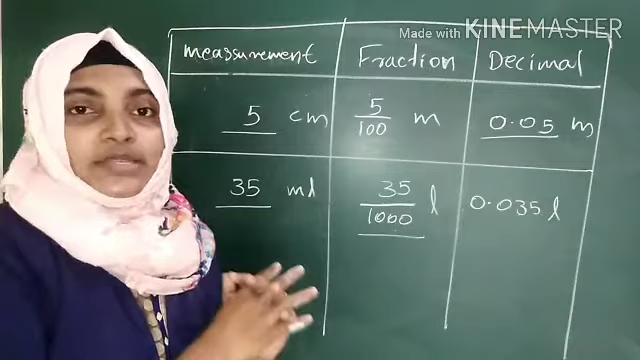 Made with KINEMASTER
measurement Fraction Decimal
5 cm 5/100 m 0.05 m
35 ml 35/1000 l 0.035 l